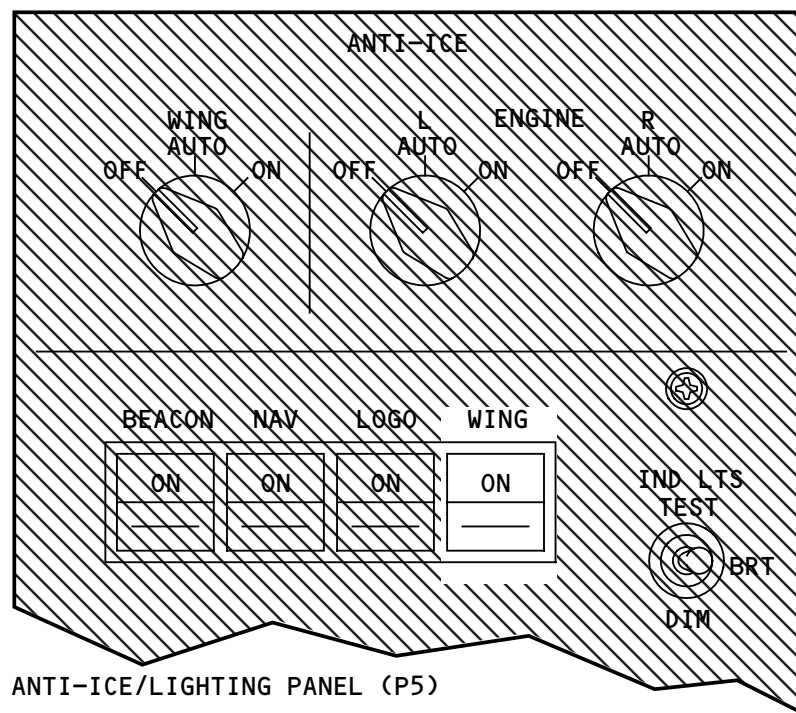 ANTI-ICE
WING
AUTO
OFF
ON
L
ENGINE
R
AUTO
AUTO
OFF
ON
OFF
ON
BEACON
NAV
LOGO
WING
ON
ON
ON
ON
IND LTS
TEST
BRT
DIM
ANTI-ICE/LIGHTING PANEL (P5)